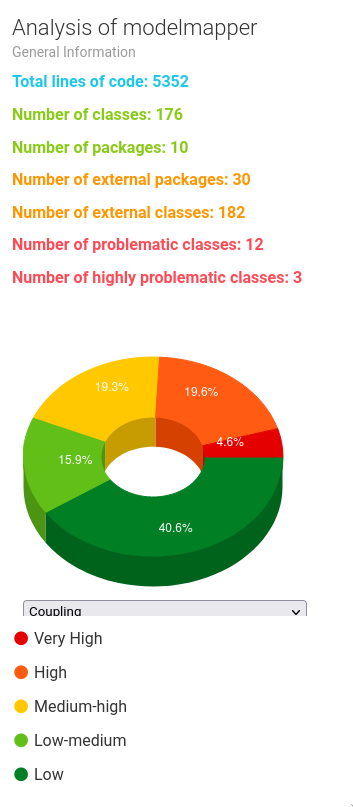 Analysis of modelmapper
General Information
Total lines of code: 5352
Number of classes: 176
Number of packages: 10
Number of external packages: 30
Number of external classes: 182
Number of problematic classes: 12
Number of highly problematic classes: 3
19.3%
19.6%
4.6%
15.9%
40.6%
Coupling
Very High
High
Medium-high
Low-medium
Low